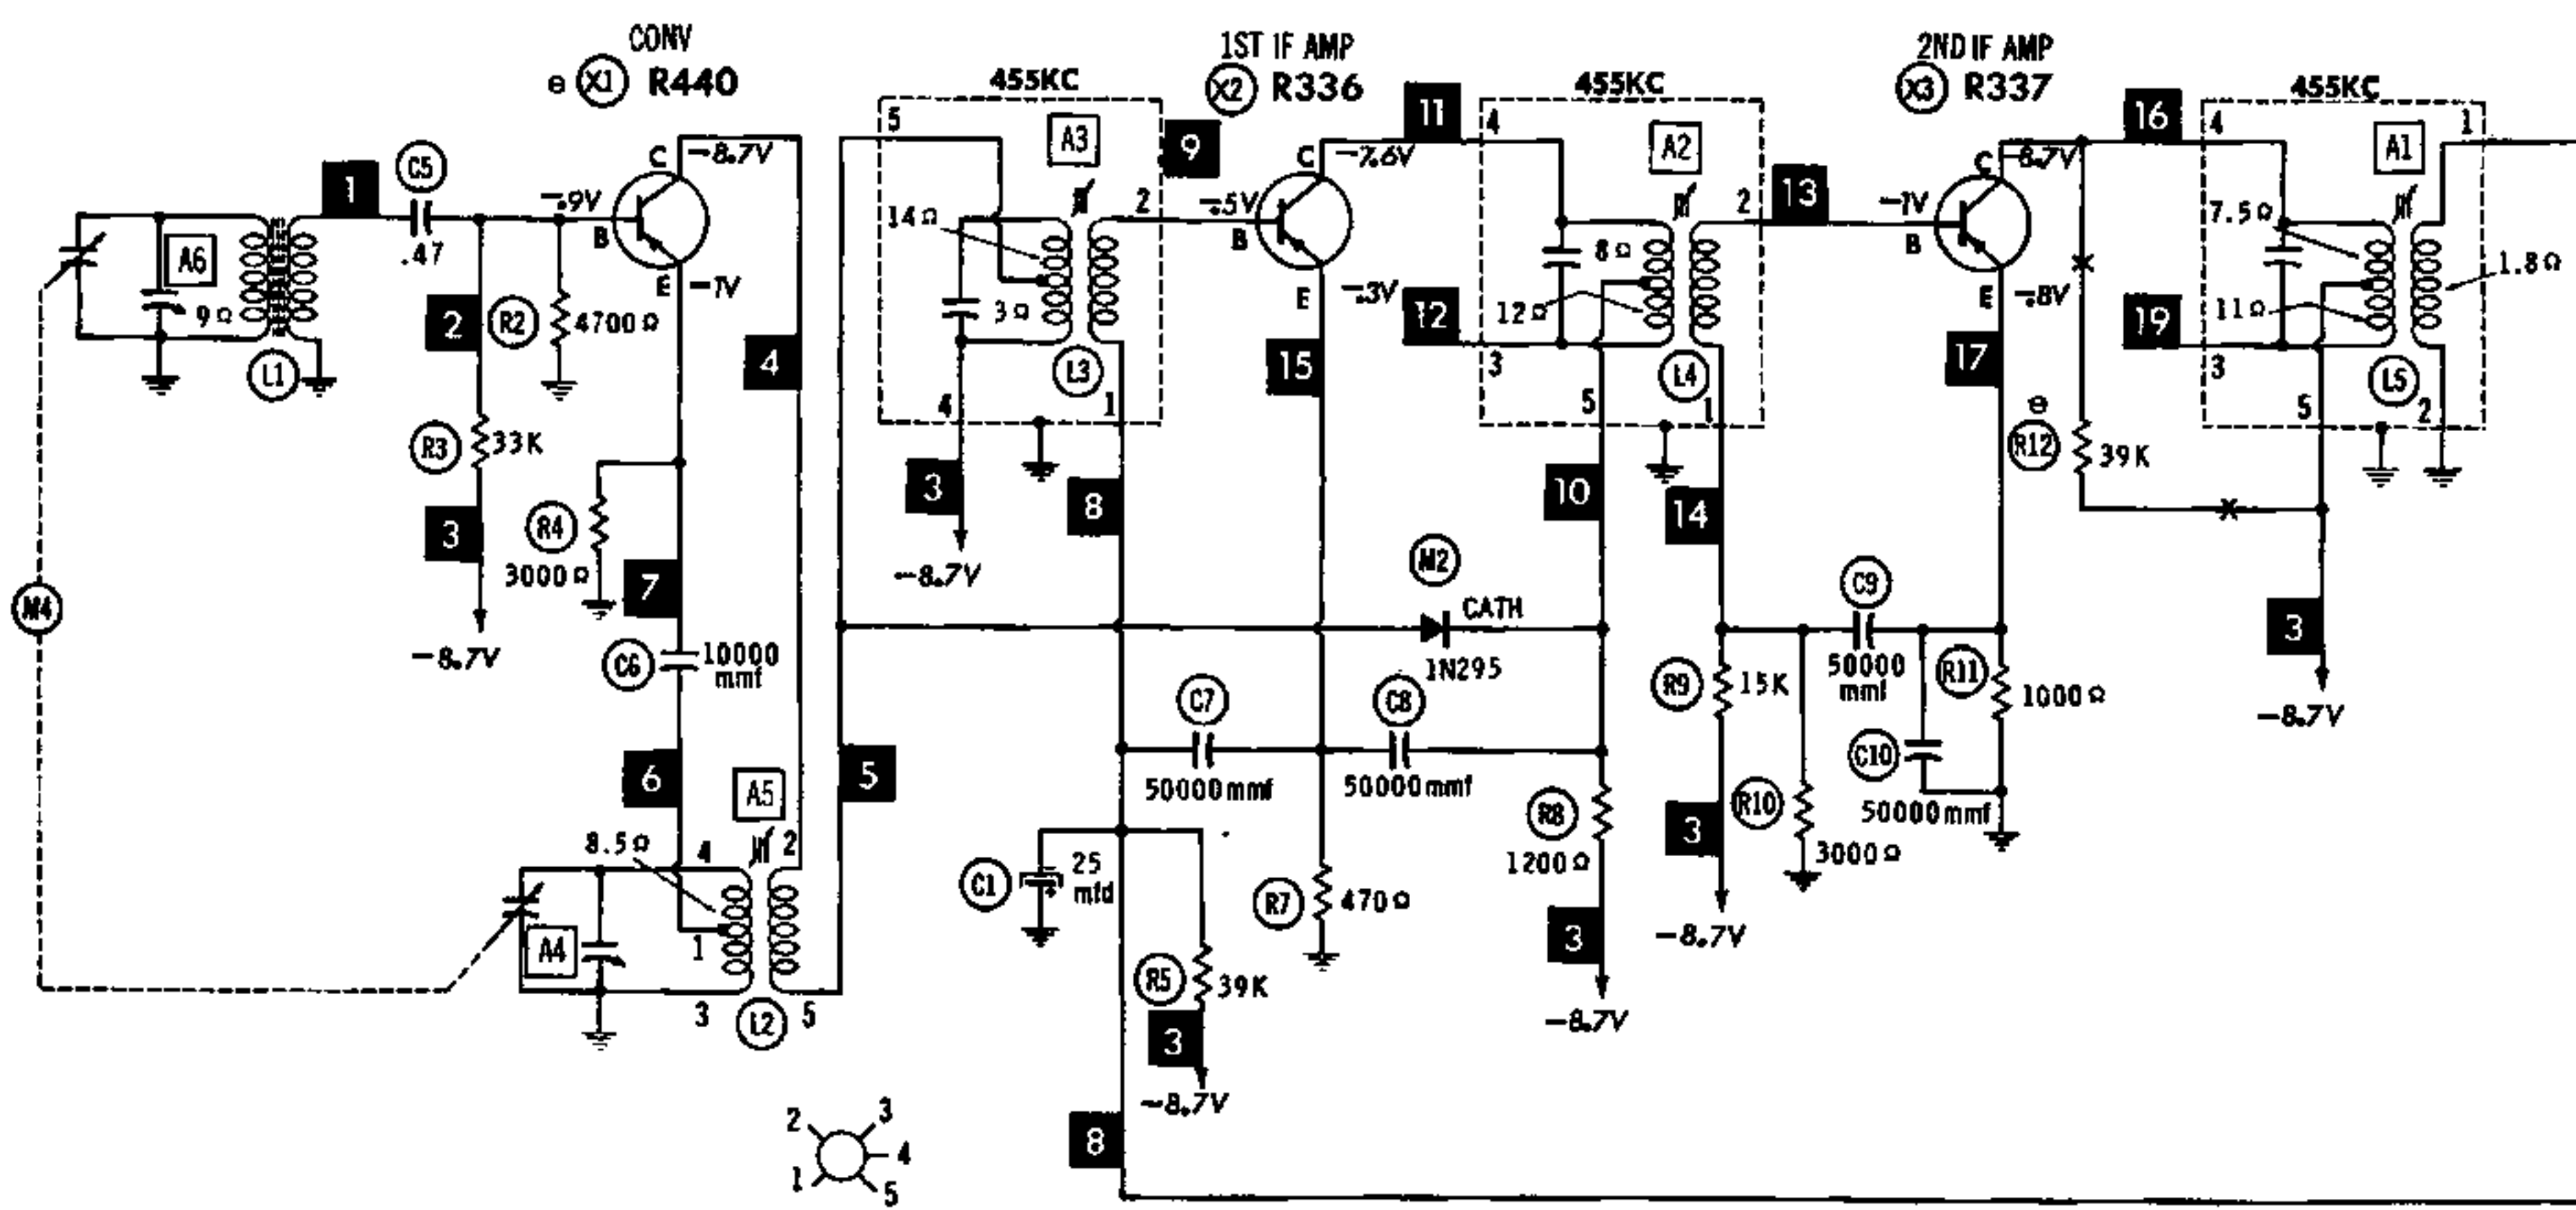 CONV
1ST IF AMP
2ND IF AMP
e X1 R440
455KC
X2 R336
455KC
X3 R337
455KC
5
A3
9
11
4
A2
16
4
A1
1
1
C5
.47
-.9V
C
-8.7V
B
E
-1V
14Ω
3Ω
2
-.5V
C
-7.6V
B
E
-.3V
8Ω
12Ω
2
13
-1V
C
-8.7V
B
E
-.8V
7.5Ω
11Ω
1.8Ω
A6
9Ω
L1
2
R2
4700Ω
4
L3
4
1
15
12
3
5
L4
1
17
19
3
5
L5
2
R3
33K
3
-8.7V
R4
3000Ω
7
3
-8.7V
8
10
14
e
R12
39K
M4
C6
10000
mmf
M2
CATH
1N295
C9
50000
mmf
R11
1000Ω
3
-8.7V
6
A5
5
C7
50000mmf
C8
50000mmf
R9
15K
C10
50000mmf
8.5Ω
4
2
A4
1
3
L2
5
C1
25
mfd
R7
470Ω
R8
1200Ω
3
-8.7V
R10
3000Ω
3
-8.7V
R5
39K
3
-8.7V
8
2
3
4
1
5